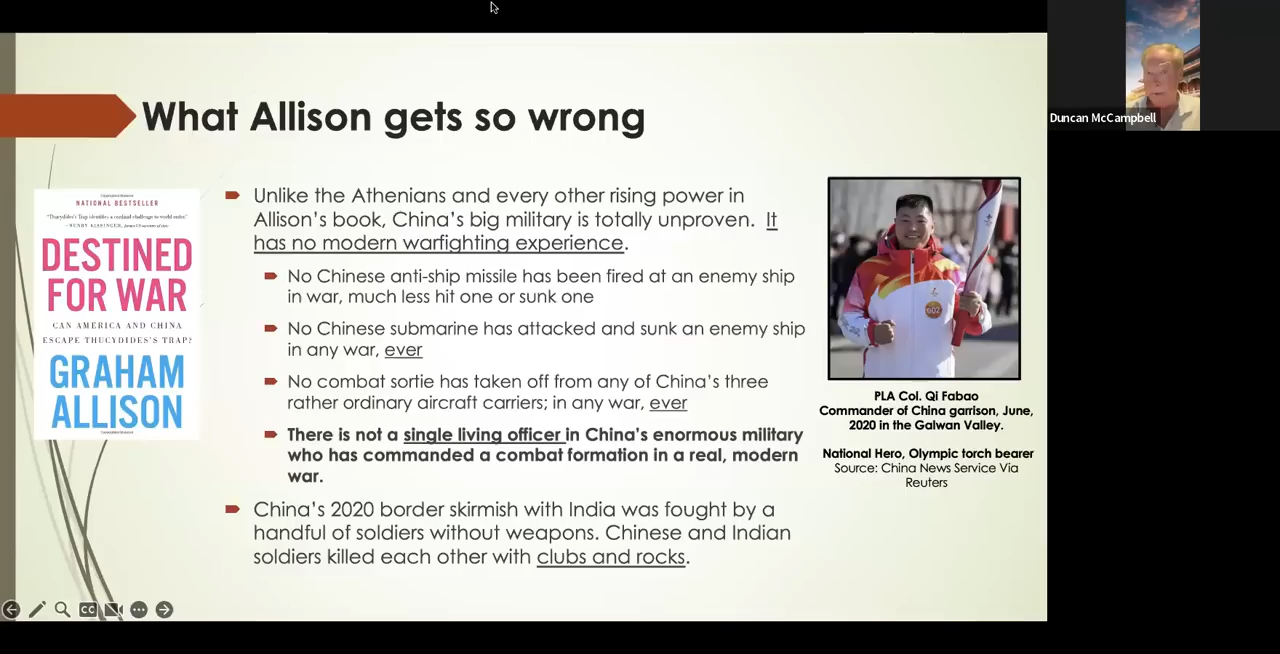 What Allison gets so wrong
NATIONAL BESTSELLER
DESTINED
FOR WAR
CAN AMERICA AND CHINA
ESCAPE THUCYDIDES'S TRAP?
GRAHAM
ALLISON
Unlike the Athenians and every other rising power in
Allison's book, China's big military is totally unproven. It
has no modern warfighting experience.
No Chinese anti-ship missile has been fired at an enemy ship
in war, much less hit one or sunk one
No Chinese submarine has attacked and sunk an enemy ship
in any war, ever
No combat sortie has taken off from any of China's three
rather ordinary aircraft carriers; in any war, ever
There is not a single living officer in China's enormous military
who has commanded a combat formation in a real, modern
war.
China's 2020 border skirmish with India was fought by a
handful of soldiers without weapons. Chinese and Indian
soldiers killed each other with clubs and rocks.
602
PLA Col. Qi Fabao
Commander of China garrison, June,
2020 in the Galwan Valley.
National Hero, Olympic torch bearer
Source: China News Service Via
Reuters
Duncan McCampbell
CC